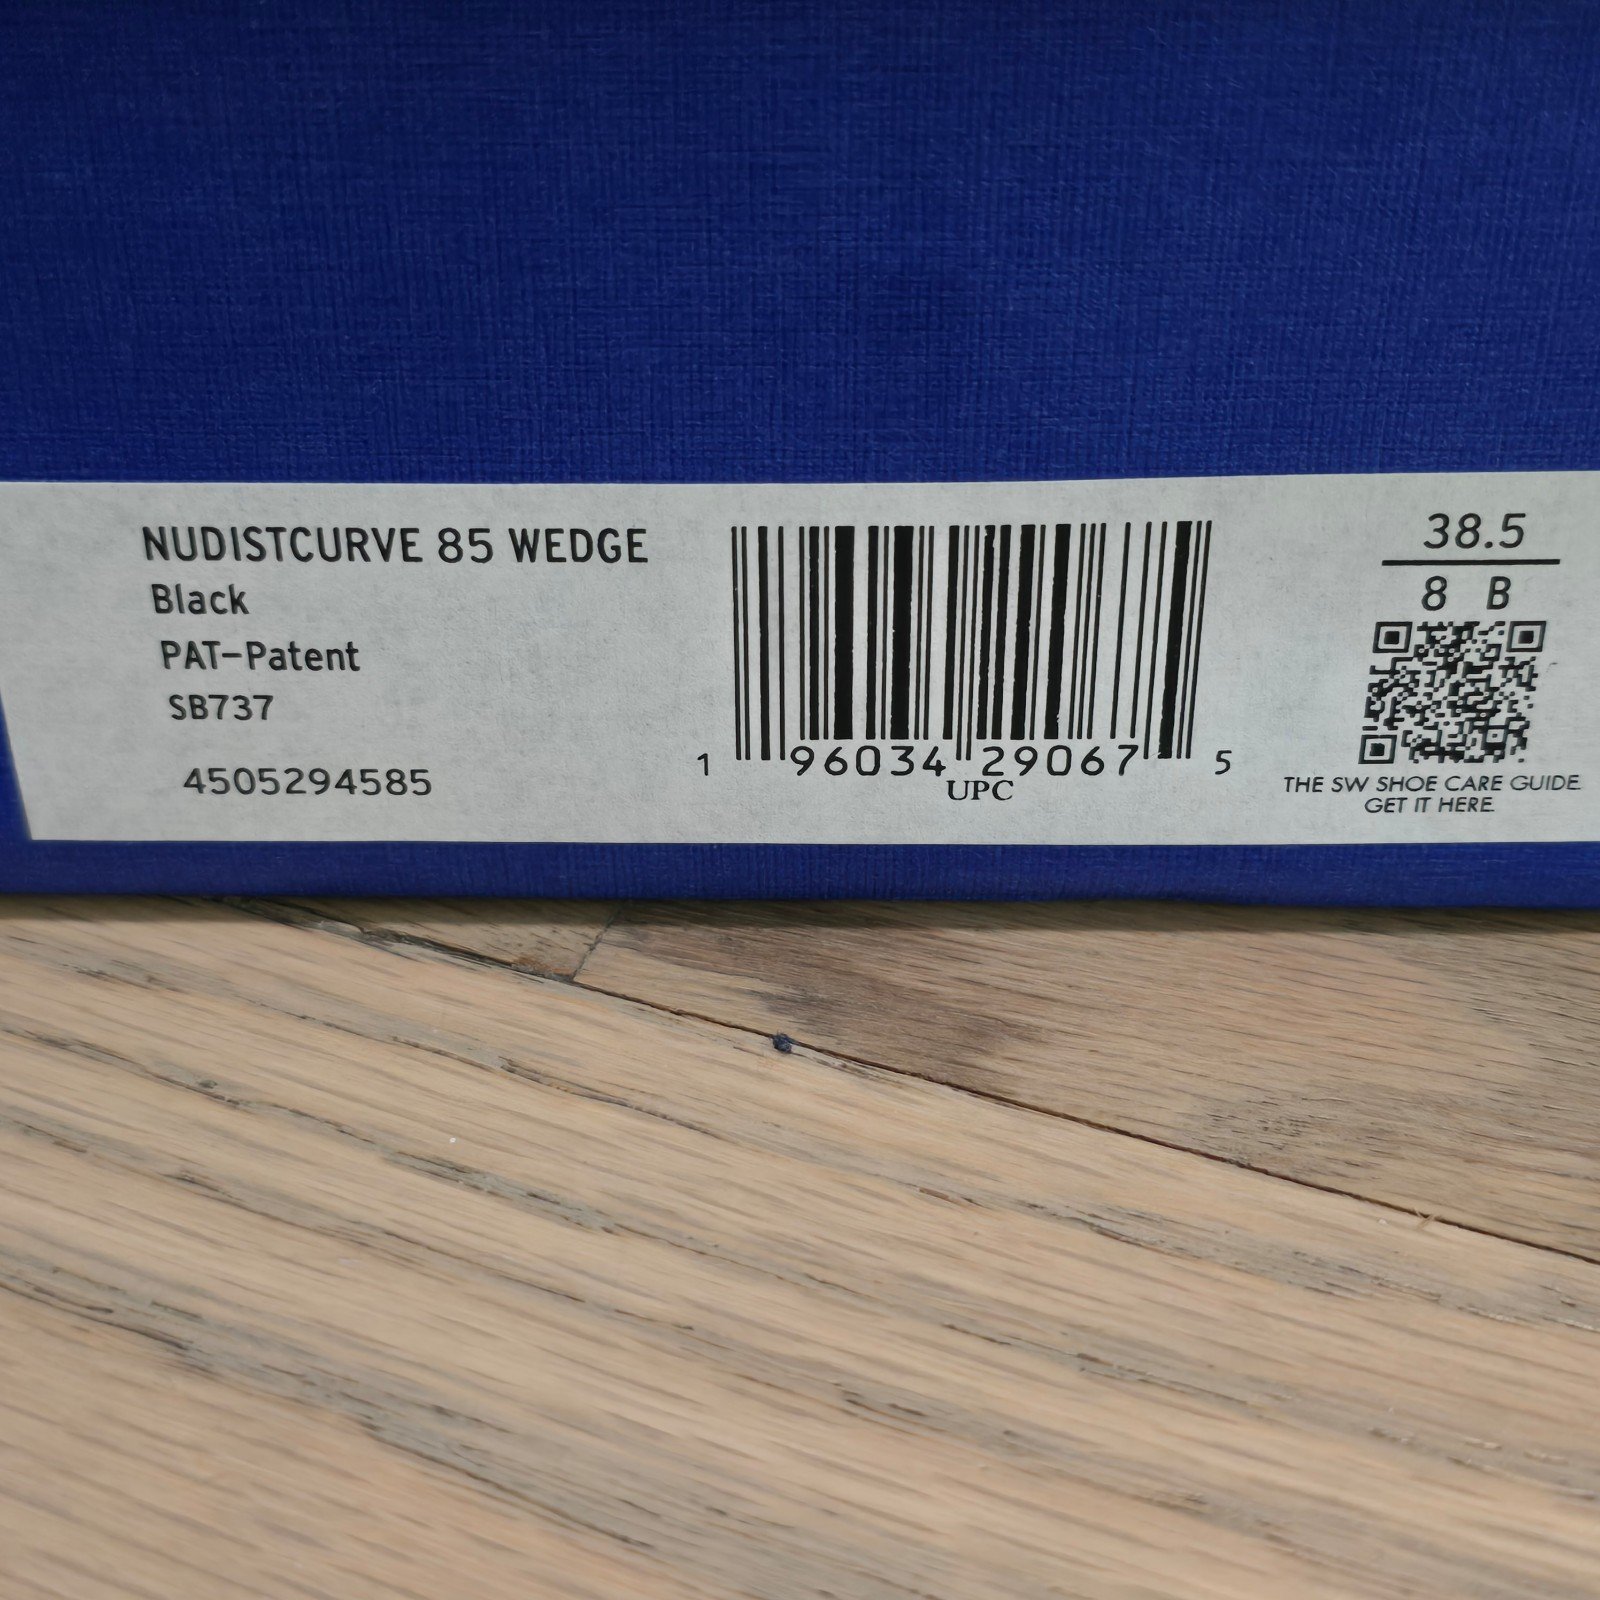 NUDISTCURVE 85 WEDGE
Black
PAT-Patent
SB737
4505294585
1 96034 29067 5
UPC
38.5
8 B
THE SW SHOE CARE GUIDE.
GET IT HERE.